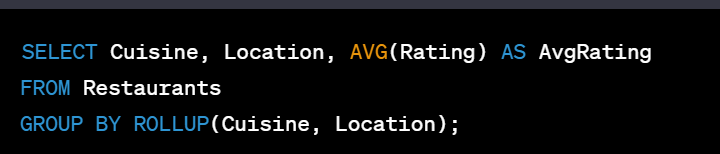 SELECT Cuisine, Location, AVG(Rating) AS AvgRating
FROM Restaurants
GROUP BY ROLLUP(Cuisine, Location);